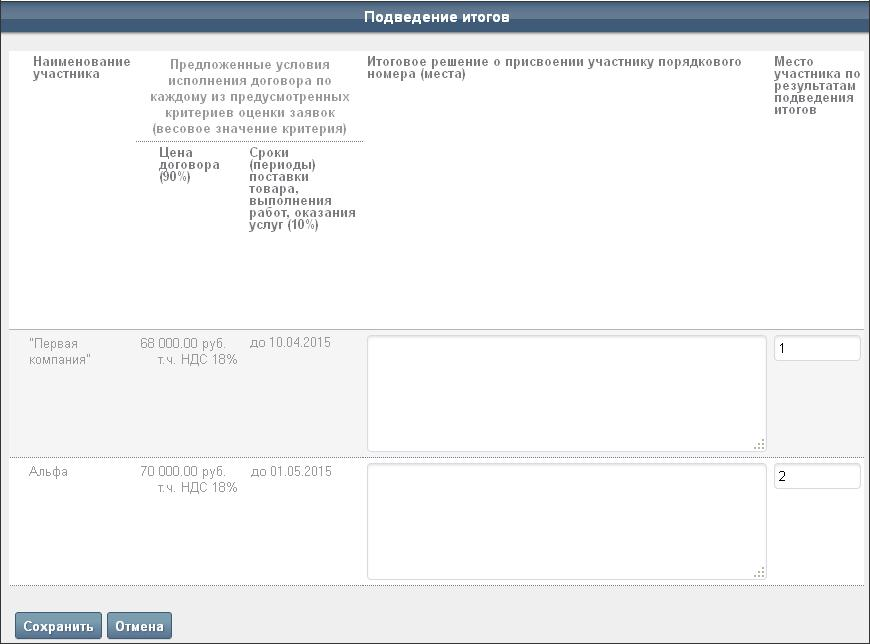 Подведение итогов
Наименование
участника
Предложенные условия
исполнения договора по
каждому из предусмотренных
критериев оценки заявок
(весовое значение критерия)
Цена
договора
(90%)
Сроки
(периоды)
поставки
товара,
выполнения
работ, оказания
услуг (10%)
Итоговое решение о присвоении участнику порядкового
номера (места)
Место
участника по
результатам
подведения
итогов
"Первая
компания"
68 000.00 руб.
т.ч. НДС 18%
до 10.04.2015
1
Альфа
70 000.00 руб.
т.ч. НДС 18%
до 01.05.2015
2
Сохранить
Отмена